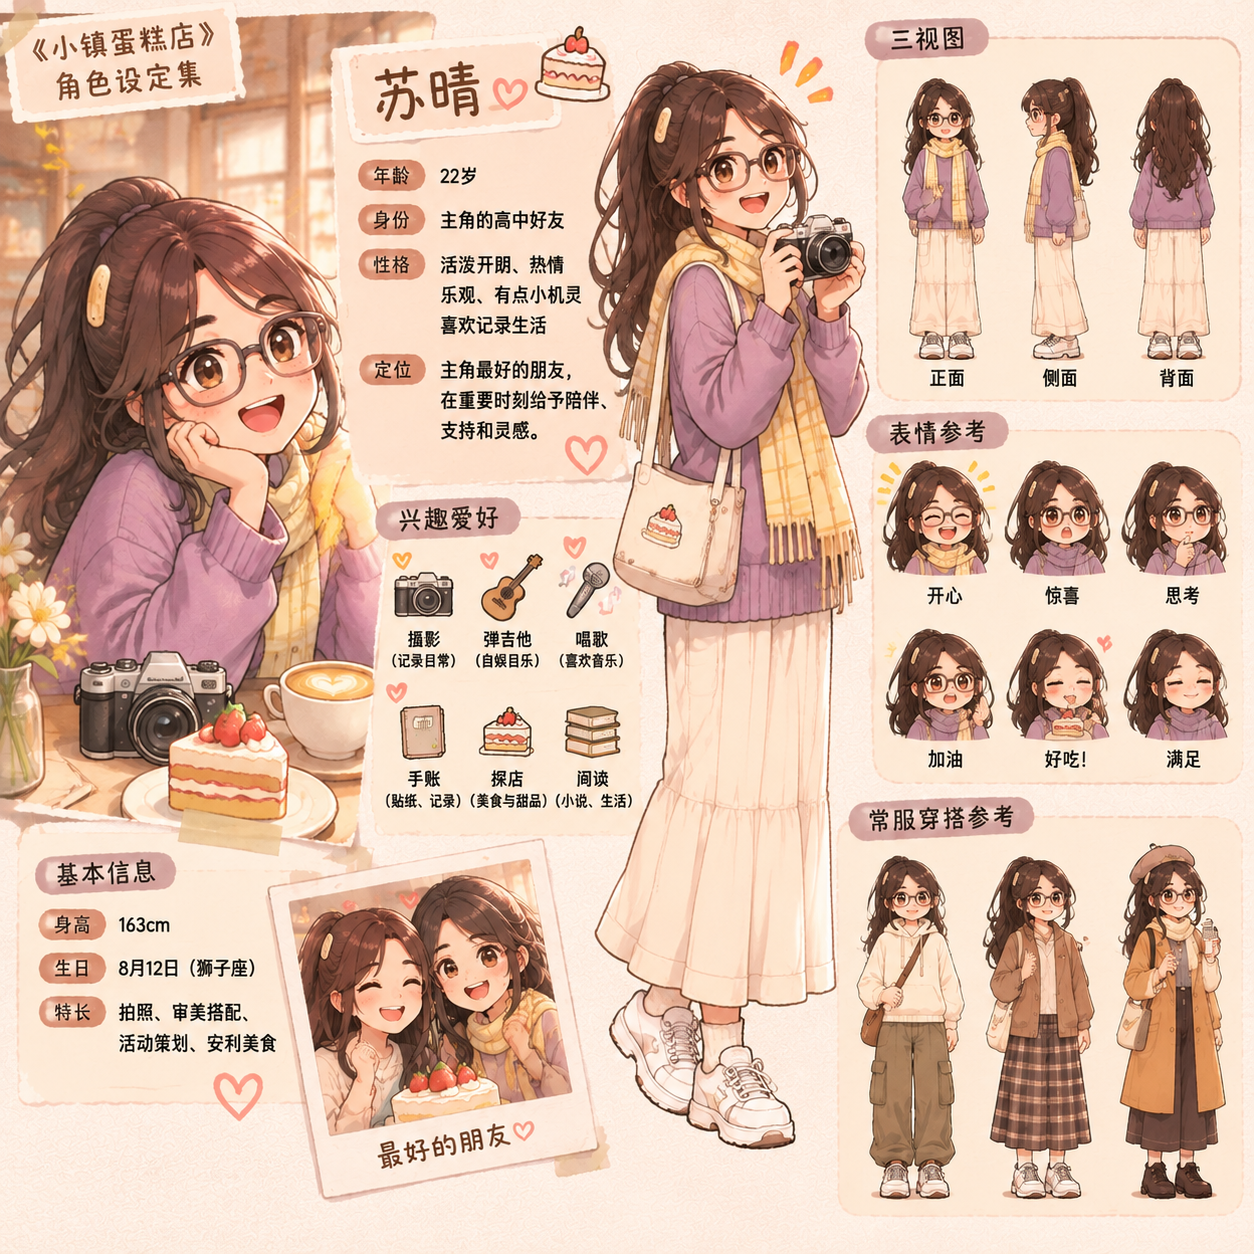 《小镇蛋糕店》
角色设定集
苏晴
年龄 22岁
身份 主角的高中好友
性格 活泼开朗、热情
乐观、有点小机灵
喜欢记录生活
定位 主角最好的朋友，
在重要时刻给予陪伴、
支持和灵感。
兴趣爱好
摄影 弹吉他 唱歌
（记录日常） （自娱自乐） （喜欢音乐）
手账 探店
（贴纸、记录） （美食与甜品） （小说、生活）
基本信息
身高 163cm
生日 8月12日（狮子座）
特长 拍照、审美搭配、
活动策划、安利美食
最好的朋友
三视图
正面 侧面 背面
表情参考
开心 惊喜 思考
加油 好吃！ 满足
常服穿搭参考